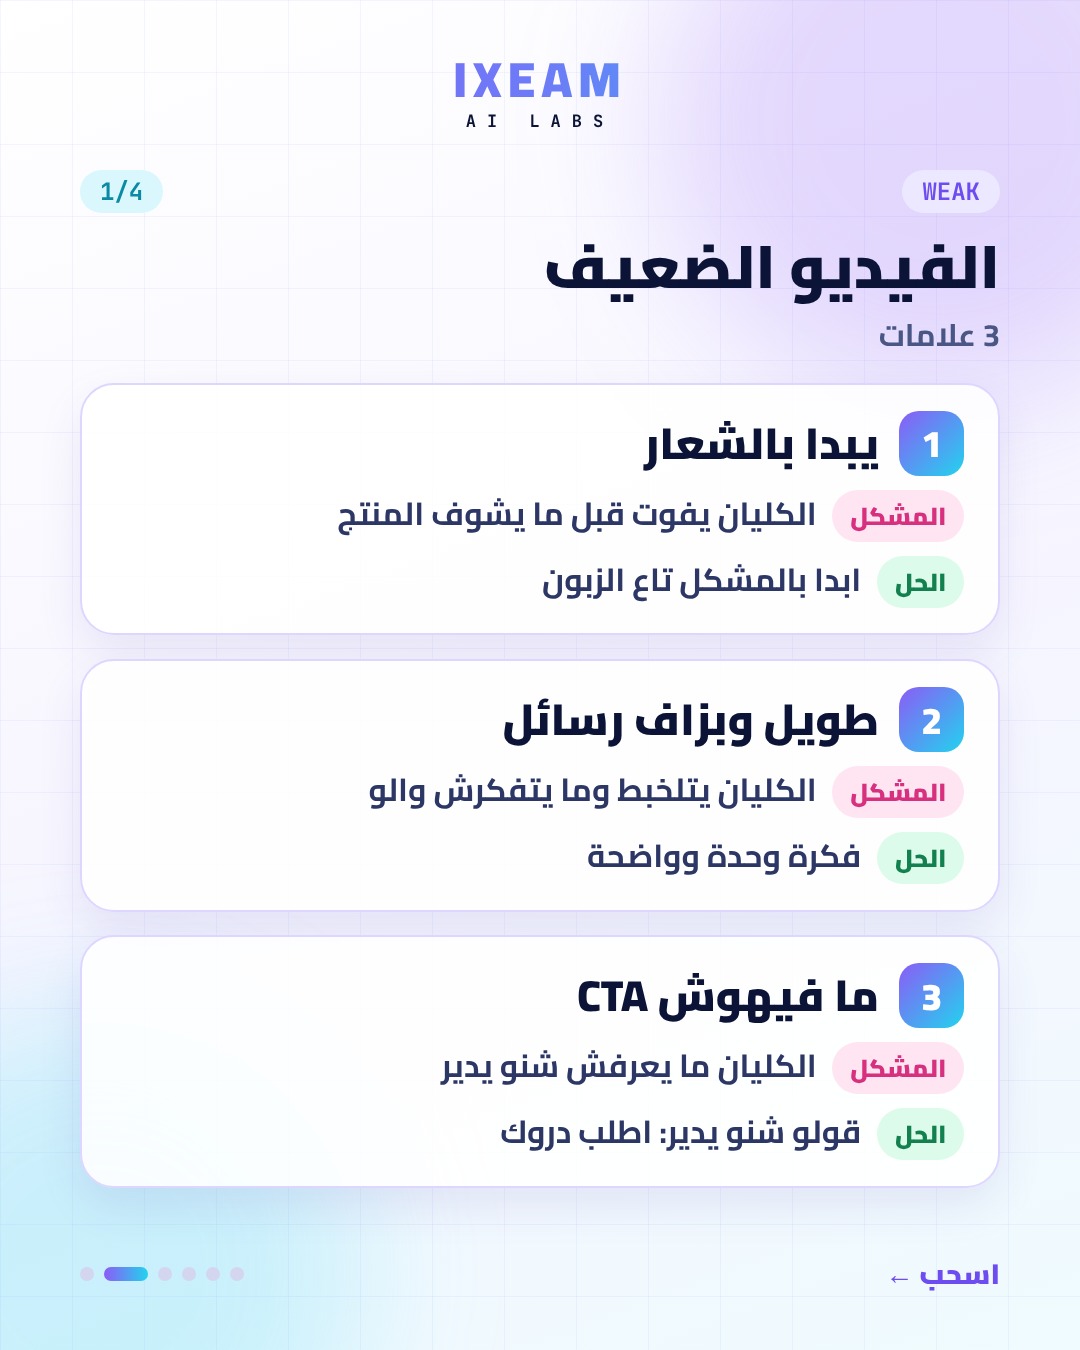 IXEAM
AI LABS
WEAK
1/4
الفيديو الضعيف
3 علامات
1 يبدا بالشعار
المشكل الكليان يفوت قبل ما يشوف المنتج
الحل ابدا بالمشكل تاع الزبون
2 طويل وبزاف رسائل
المشكل الكليان يتلخبط وما يتفكرش والو
الحل فكرة وحدة وواضحة
3 ما فيهوش CTA
المشكل الكليان ما يعرفش شنو يدير
الحل قولو شنو يدير: اطلب دروك
اسحب ←